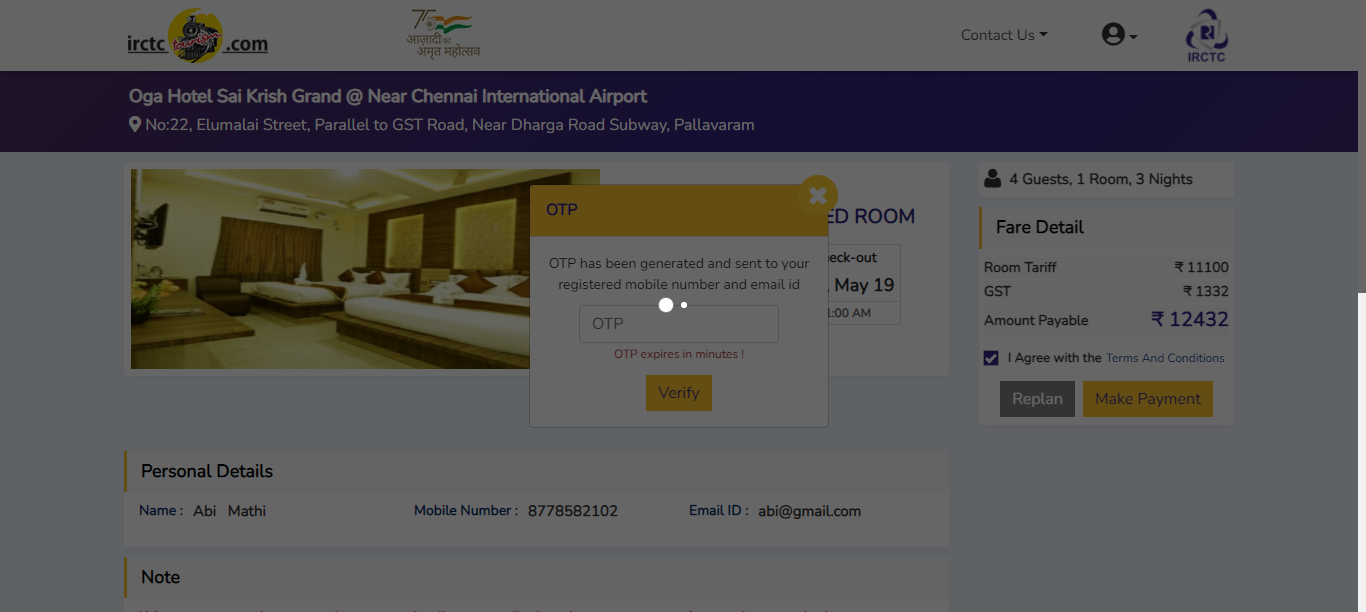 irctc tourism .com
75
आज़ादी का
अमृत महोत्सव
Contact Us
IRCTC
Oga Hotel Sai Krish Grand @ Near Chennai International Airport
No:22, Elumalai Street, Parallel to GST Road, Near Dharga Road Subway, Pallavaram
OTP
OTP has been generated and sent to your
registered mobile number and email id
OTP
OTP expires in minutes !
Verify
ED ROOM
eck-out
, May 19
1:00 AM
4 Guests, 1 Room, 3 Nights
Fare Detail
Room Tariff ₹ 11100
GST ₹ 1332
Amount Payable ₹ 12432
I Agree with the Terms And Conditions
Replan Make Payment
Personal Details
Name : Abi Mathi Mobile Number : 8778582102 Email ID : abi@gmail.com
Note